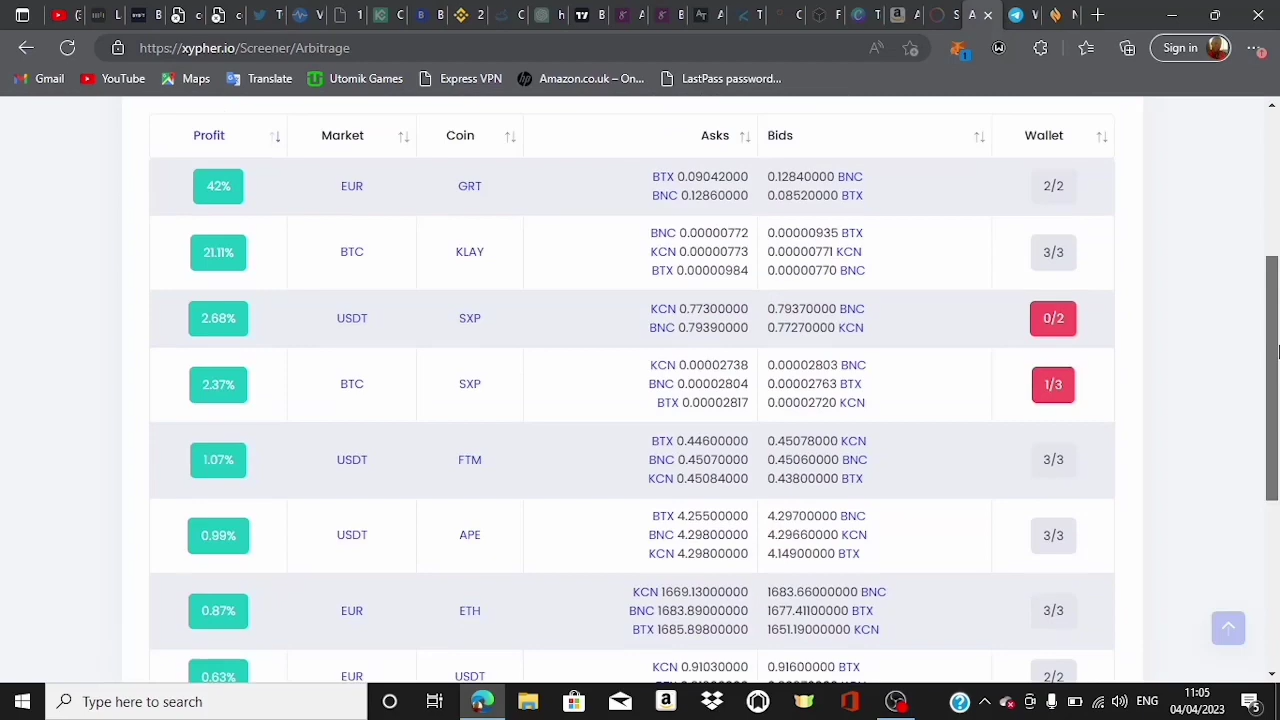 https://xypher.io/Screener/Arbitrage
Sign in
Gmail YouTube Maps Translate Utomik Games Express VPN Amazon.co.uk – On... LastPass password...
Profit Market Coin Asks Bids Wallet
42% EUR GRT BTX 0.09042000 0.12840000 BNC 2/2
BNC 0.12860000 0.08520000 BTX
21.11% BTC KLAY BNC 0.00000772 0.00000935 BTX 3/3
KCN 0.00000773 0.00000771 KCN
BTX 0.00000984 0.00000770 BNC
2.68% USDT SXP KCN 0.77300000 0.79370000 BNC 0/2
BNC 0.79390000 0.77270000 KCN
2.37% BTC SXP KCN 0.00002738 0.00002803 BNC 1/3
BNC 0.00002804 0.00002763 BTX
BTX 0.00002817 0.00002720 KCN
1.07% USDT FTM BTX 0.44600000 0.45078000 KCN 3/3
BNC 0.45070000 0.45060000 BNC
KCN 0.45084000 0.43800000 BTX
0.99% USDT APE BTX 4.25500000 4.29700000 BNC 3/3
BNC 4.29800000 4.29660000 KCN
KCN 4.29800000 4.14900000 BTX
0.87% EUR ETH KCN 1669.13000000 1683.66000000 BNC 3/3
BNC 1683.89000000 1677.41100000 BTX
BTX 1685.89800000 1651.19000000 KCN
0.63% EUR USDT KCN 0.91030000 0.91600000 BTX 2/2
Type here to search
ENG
11:05
04/04/2023